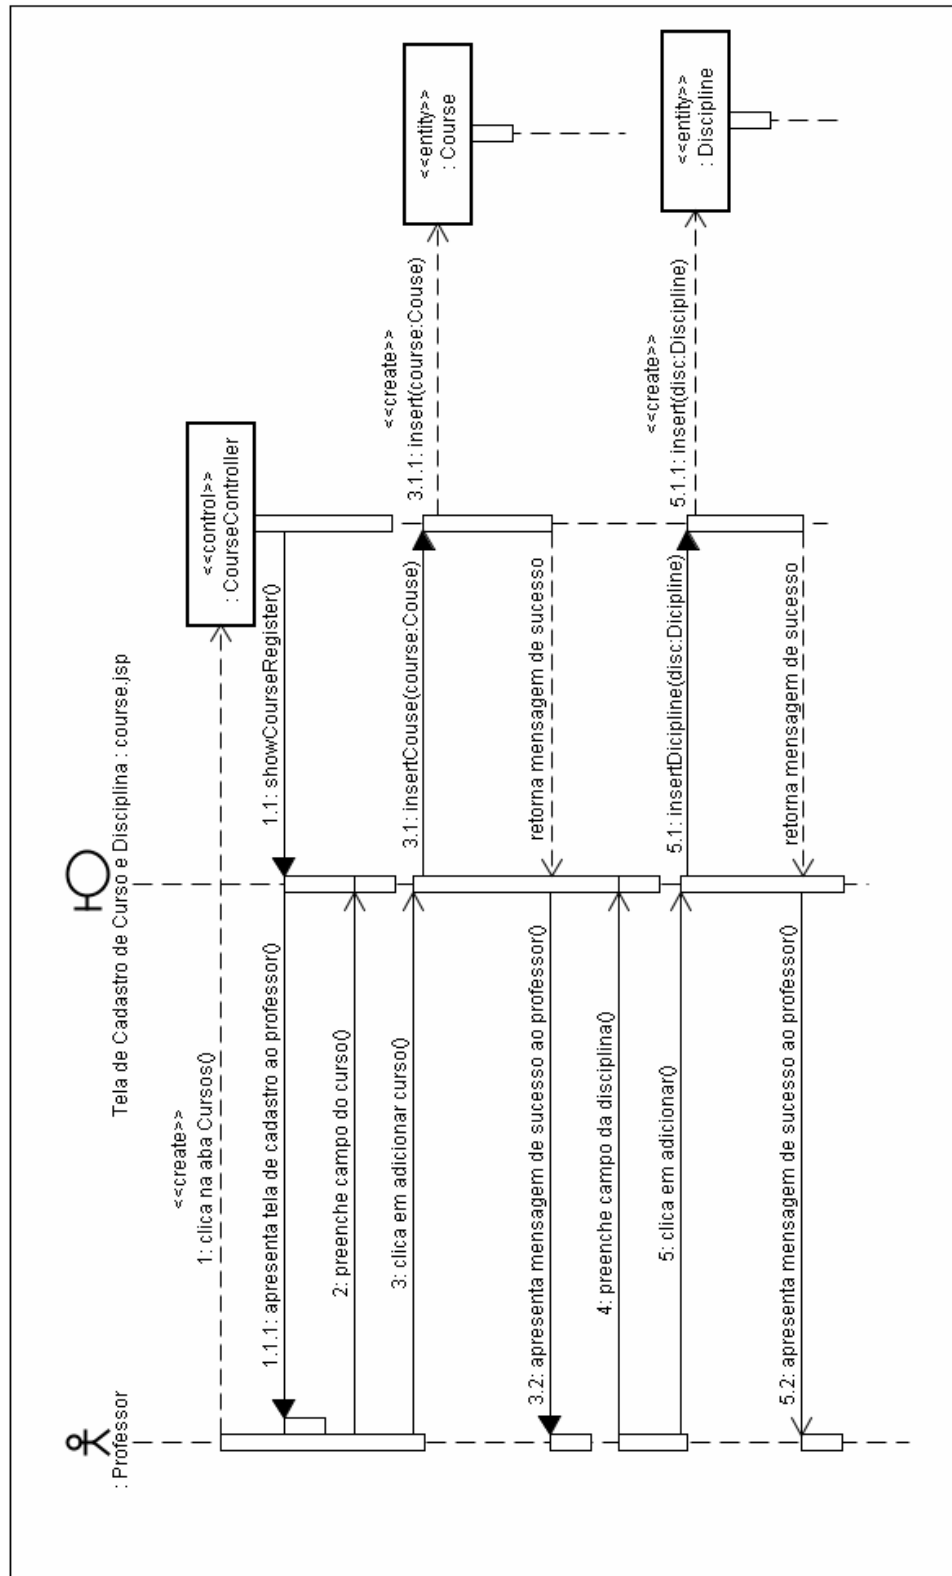 : Professor
Tela de Cadastro de Curso e Disciplina : course.jsp
<<create>>
1: clica na aba Cursos()
<<control>>
: CourseController
1.1: showCourseRegister()
1.1.1: apresenta tela de cadastro ao professor()
2: preenche campo do curso()
3: clica em adicionar curso()
3.1: insertCouse(course:Couse)
<<create>>
3.1.1: insert(course:Couse)
<<entity>>
: Course
retorna mensagem de sucesso
3.2: apresenta mensagem de sucesso ao professor()
4: preenche campo da disciplina()
5: clica em adicionar()
5.1: insertDicipline(disc:Dicipline)
<<create>>
5.1.1: insert(disc:Discipline)
<<entity>>
: Discipline
retorna mensagem de sucesso
5.2: apresenta mensagem de sucesso ao professor()